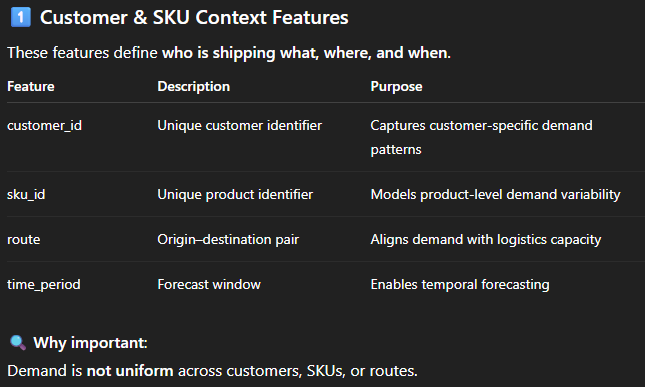 1 Customer & SKU Context Features
These features define who is shipping what, where, and when.
Feature Description Purpose
customer_id Unique customer identifier Captures customer-specific demand
patterns
sku_id Unique product identifier Models product-level demand variability
route Origin–destination pair Aligns demand with logistics capacity
time_period Forecast window Enables temporal forecasting
🔍 Why important:
Demand is not uniform across customers, SKUs, or routes.